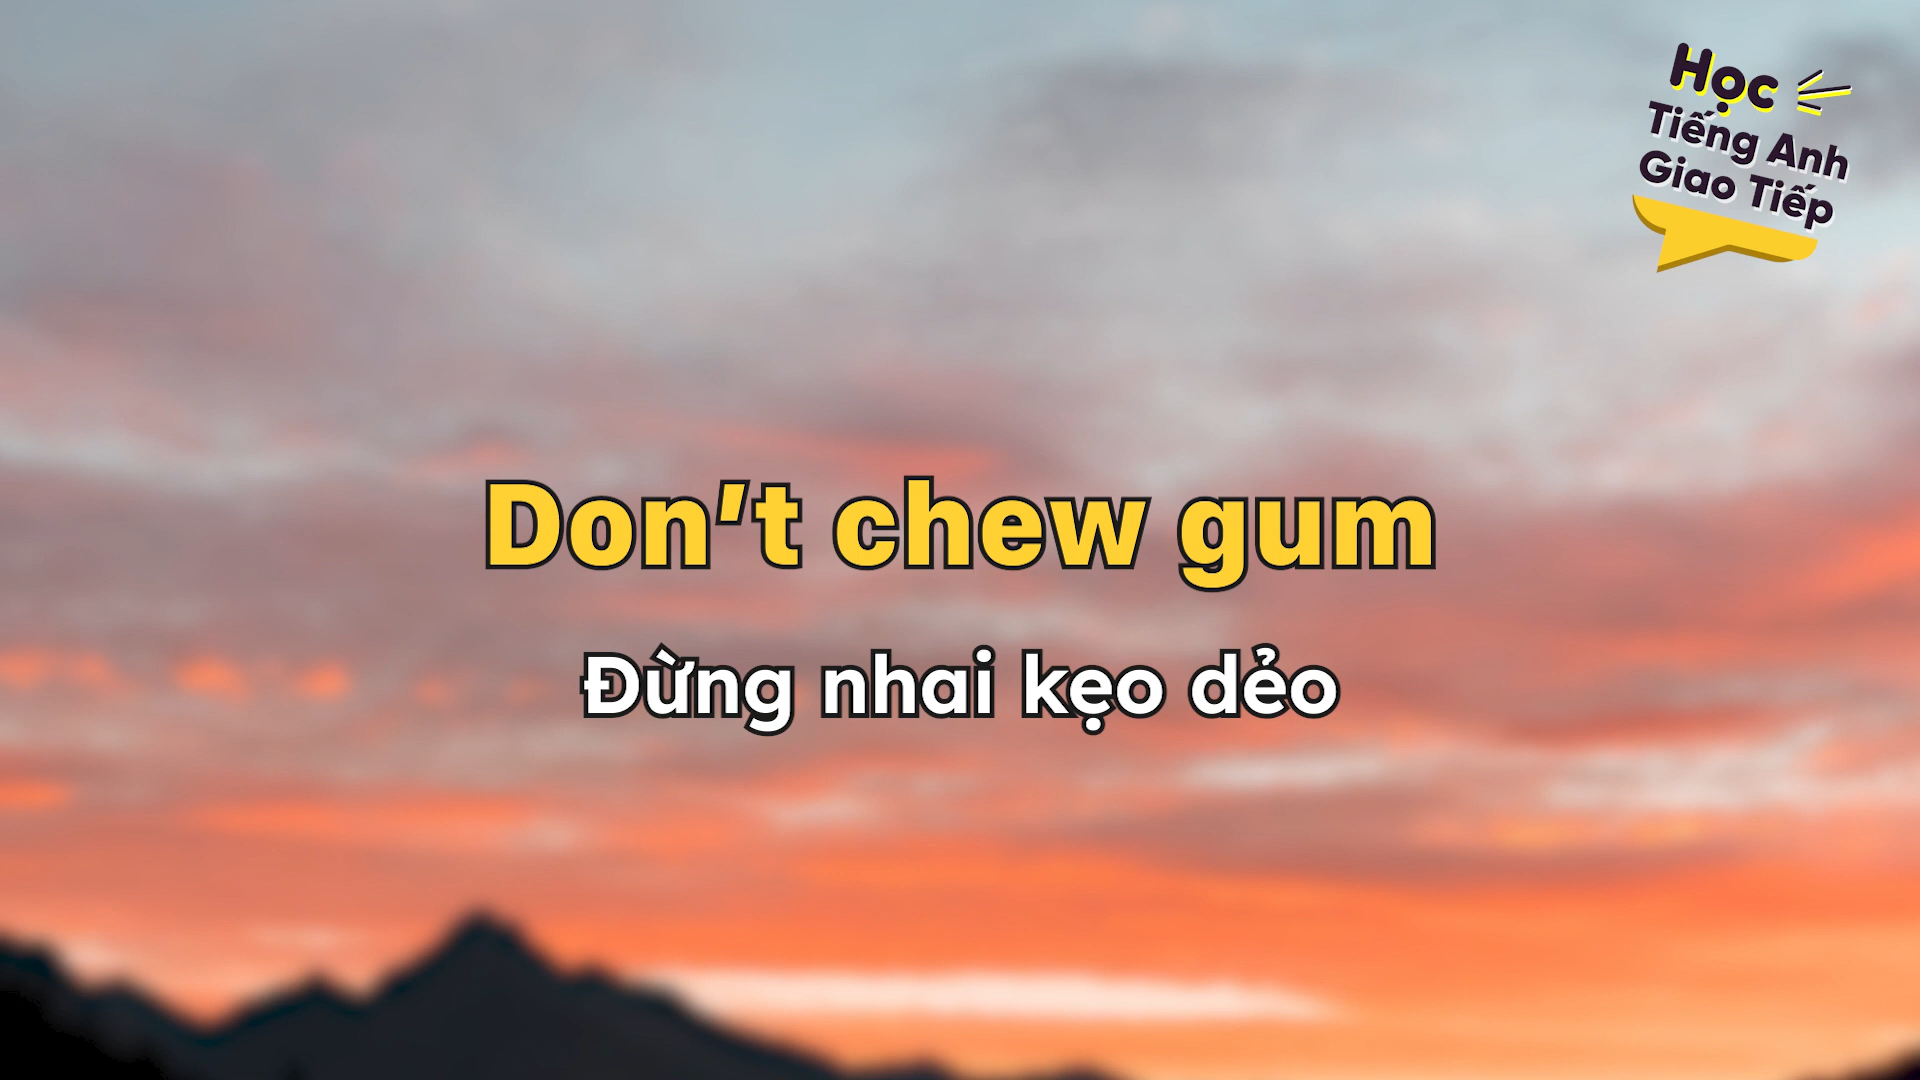 Học
Tiếng Anh
Giao Tiếp
Don't chew gum
Đừng nhai kẹo dẻo